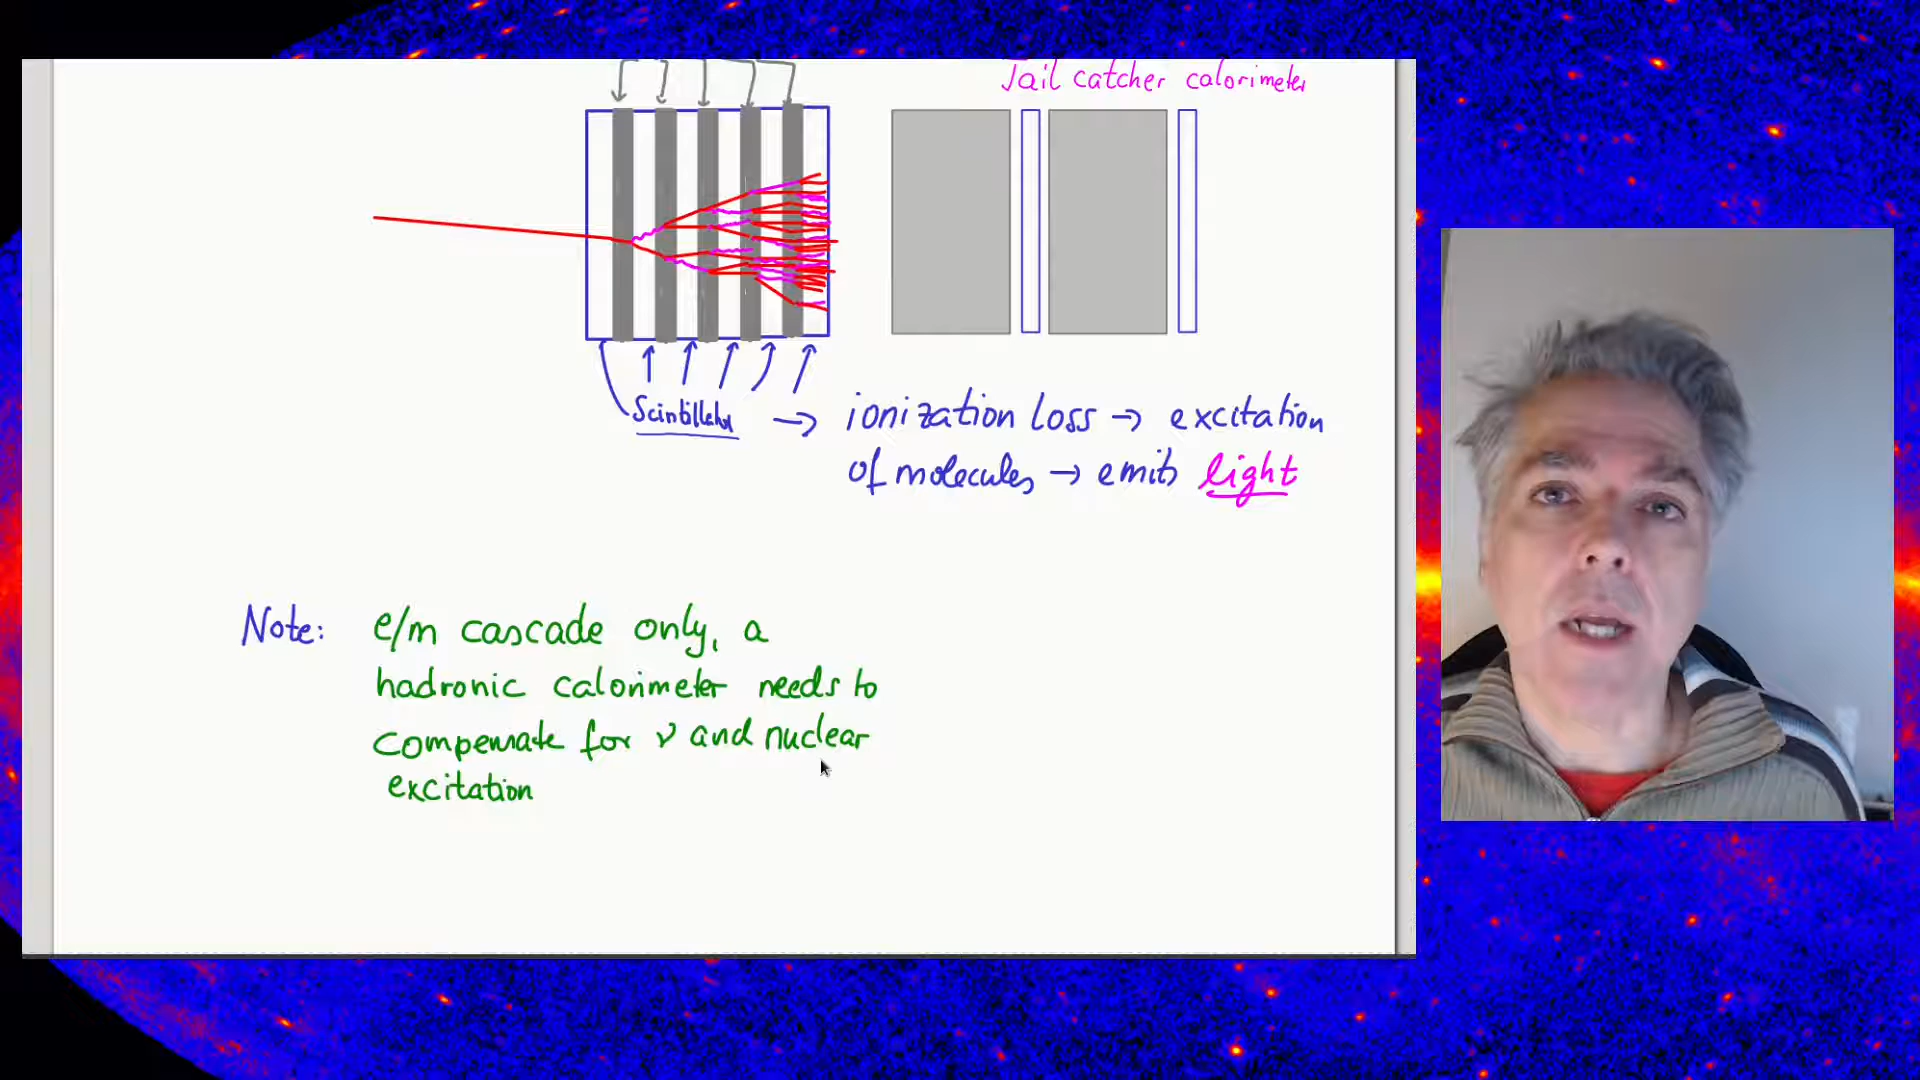 Tail catcher calorimeter
Scintillator → ionization loss → excitation
of molecules → emits light
Note: e/m cascade only, a
hadronic calorimeter needs to
compensate for ν and nuclear
excitation